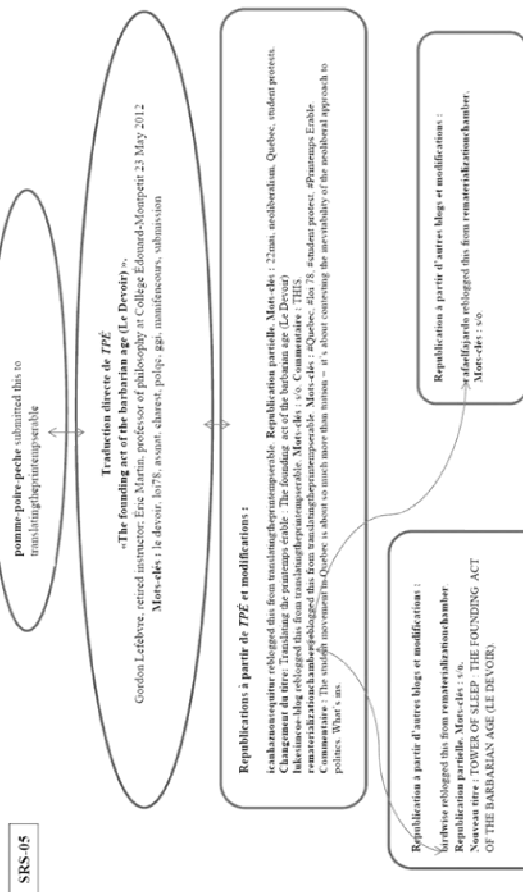 SRS-05
pomme-poire-peche submitted this to
translatingtheprintempserable
Traduction directe de TPÉ
«The founding act of the barbarian age (Le Devoir) »,
Gordon Lefebvre, retired instructor; Éric Martin, professor of philosophy at Collège Édouard-Montpetit 23 May 2012
Mots-clés : le devoir, loi78, assnat, charest, polqc, ggi, manifencours, submission
Republications à partir de TPÉ et modifications :
icanhaznonsequitur reblogged this from translatingtheprintempserable. Republication partielle. Mots-clés : 22mai, neoliberalism, Quebec, student protests.
Changement du titre: Translating the printemps érable : The founding act of the barbarian age (Le Devoir)
lukesimcoe-blog reblogged this from translatingtheprintempserable. Mots-clés : s/o. Commentaire : THIS.
rematerializationchamber reblogged this from translatingtheprintempserable. Mots-clés : #Quebec, #loi 78, #student protest, #Printemps Erable.
Commentaire : The student movement in Quebec is about so much more than tuition – it's about contesting the inevitability of the neoliberal approach to
politics. What's ins.
Republication à partir d'autres blogs et modifications :
birdwise reblogged this from rematerializationchamber
Republication partielle. Mots-clés : s/o.
Nouveau titre : TOWER OF SLEEP : THE FOUNDING ACT
OF THE BARBARIAN AGE (LE DEVOIR)
Republication à partir d'autres blogs et modifications :
rafaelfajardo reblogged this from rematerializationchamber.
Mots-clés : s/o.